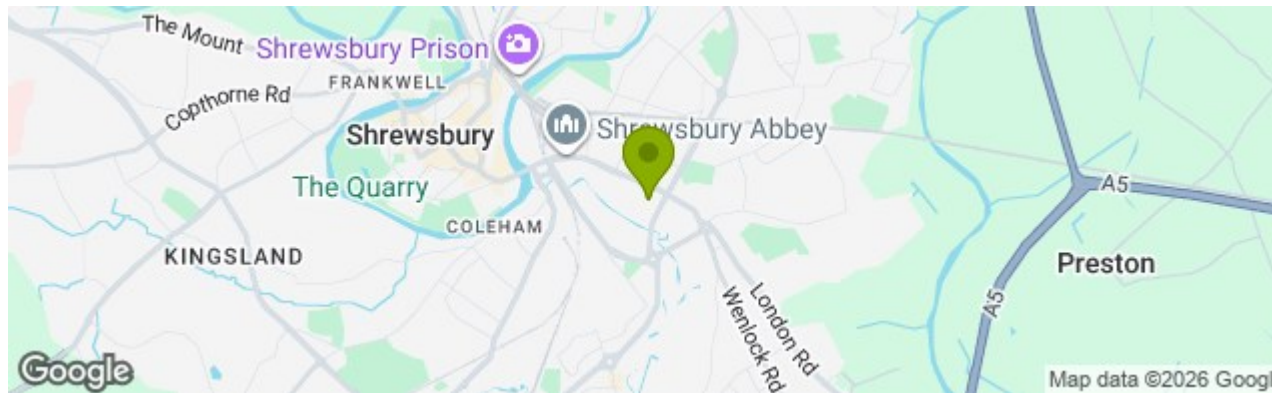 The Mount
Shrewsbury Prison
FRANKWELL
Copthorne Rd
Shrewsbury
Shrewsbury Abbey
The Quarry
A5
COLEHAM
KINGSLAND
Preston
London Rd
Wenlock Rd
A5
Google
Map data ©2026 Googl